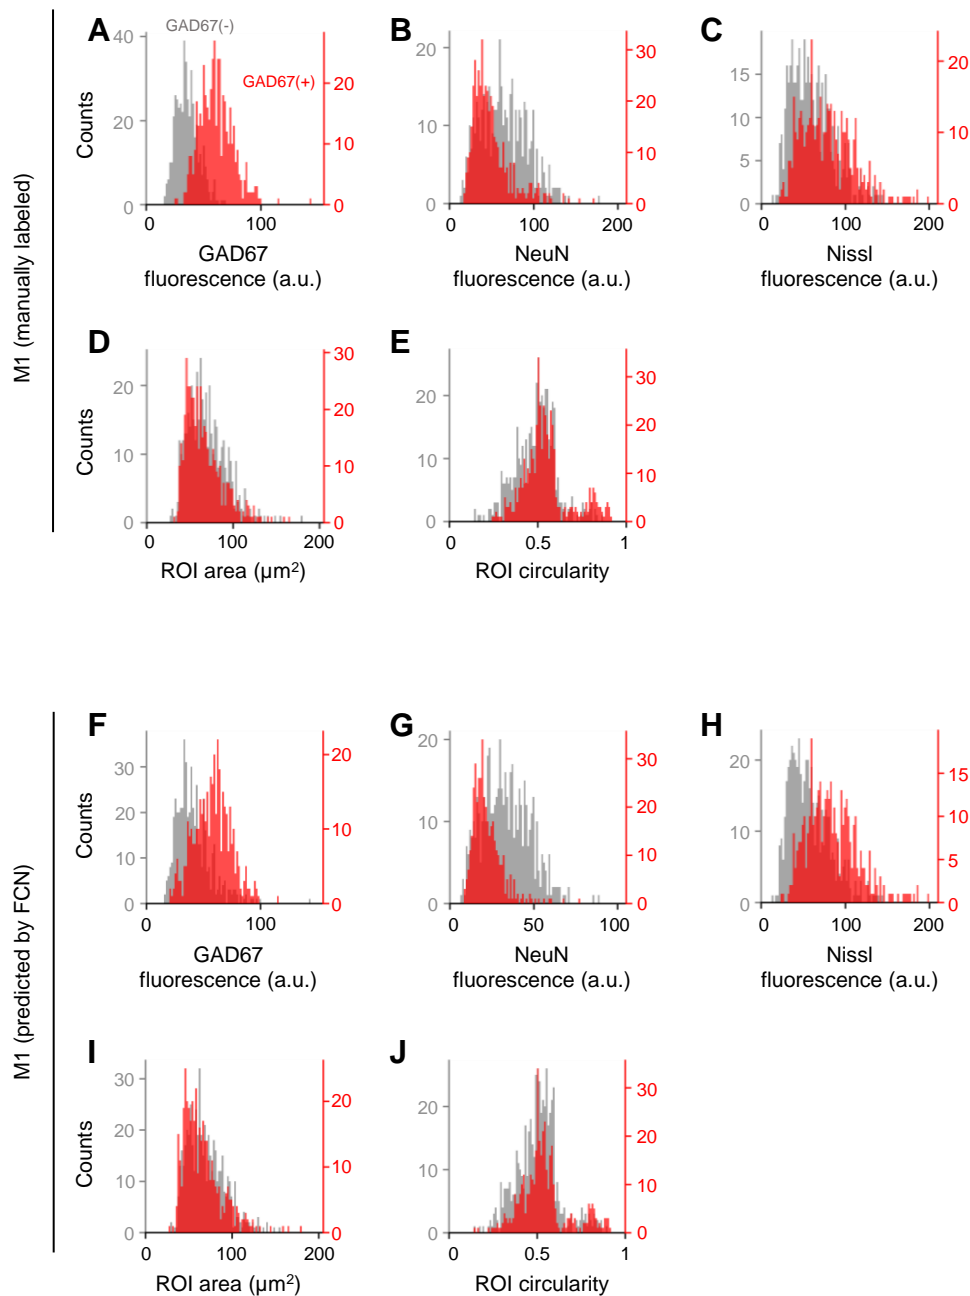 M1 (manually labeled)
A
GAD67(-)
GAD67(+)
Counts
40
20
0
20
10
0
0
100
GAD67
fluorescence (a.u.)
B
20
10
0
30
20
10
0
0
100
200
NeuN
fluorescence (a.u.)
C
15
10
5
0
20
10
0
0
100
200
Nissl
fluorescence (a.u.)
D
Counts
20
10
0
30
20
10
0
0
100
200
ROI area (µm²)
E
20
10
0
30
20
10
0
0
0.5
1
ROI circularity
M1 (predicted by FCN)
F
Counts
30
20
10
0
20
10
0
0
100
GAD67
fluorescence (a.u.)
G
20
10
0
30
20
10
0
0
50
100
NeuN
fluorescence (a.u.)
H
20
10
0
15
10
5
0
0
100
200
Nissl
fluorescence (a.u.)
I
Counts
30
20
10
0
20
10
0
0
100
200
ROI area (µm²)
J
20
10
0
30
20
10
0
0
0.5
1
ROI circularity